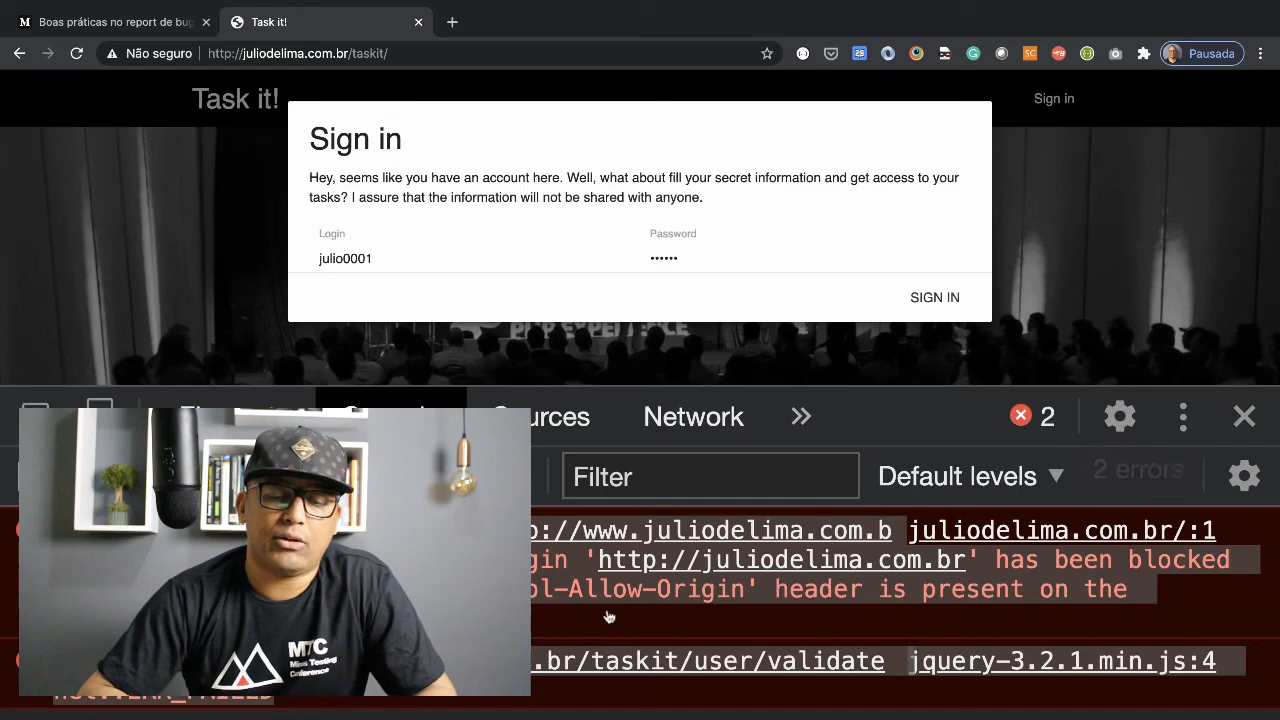 Boas práticas no report de bug
Task it!
Não seguro
http://juliodelima.com.br/taskit/
Pausada
Task it!
Sign in
Sign in
Hey, seems like you have an account here. Well, what about fill your secret information and get access to your
tasks? I assure that the information will not be shared with anyone.
Login
Password
julio0001
••••••
SIGN IN
Network
2
Filter
Default levels
2 errors
://www.juliodelima.com.b juliodelima.com.br/:1
'http://juliodelima.com.br' has been blocked
-Allow-Origin' header is present on the
.br/taskit/user/validate jquery-3.2.1.min.js:4
MTC
Minas Testing
Conference